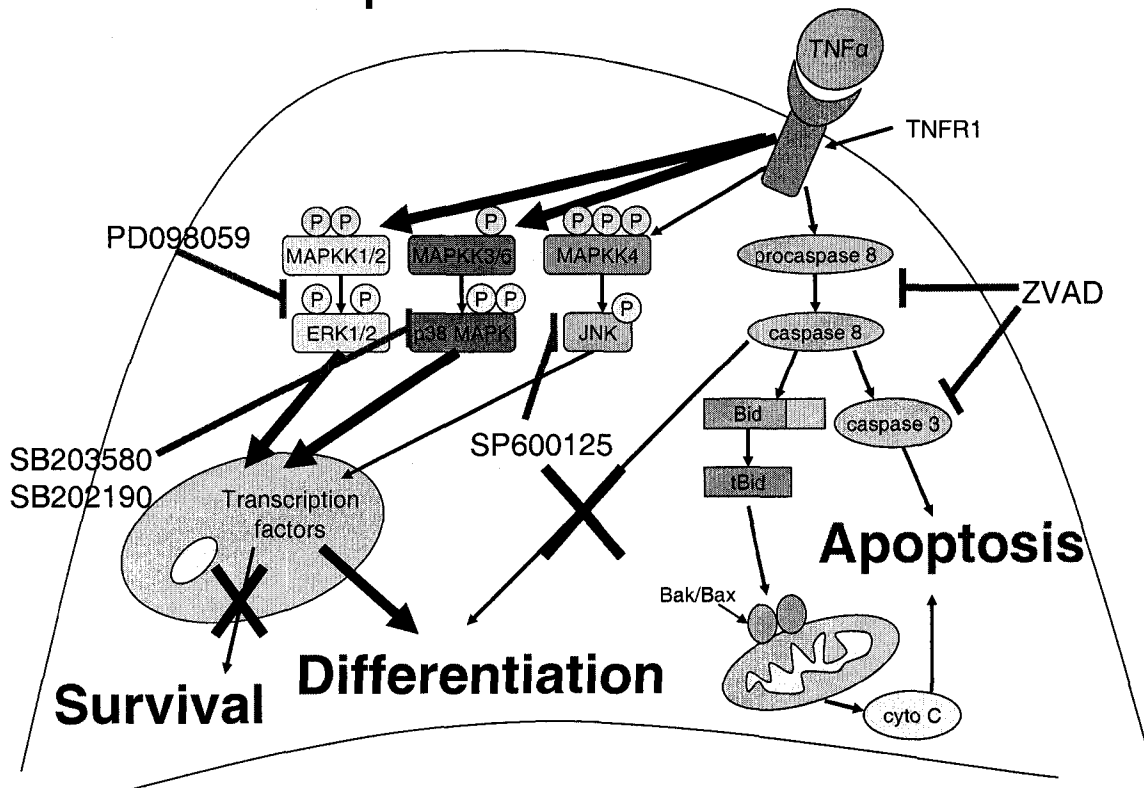 TNFα
TNFR1
P P
P
P P P
PD098059
MAPKK1/2
MAPKK3/6
MAPKK4
procaspase 8
ZVAD
P P
P P
P
ERK1/2
p38 MAPK
JNK
caspase 8
Bid
caspase 3
SB203580
SB202190
SP600125
tBid
Transcription
factors
Apoptosis
Bak/Bax
Differentiation
Survival
cyto C